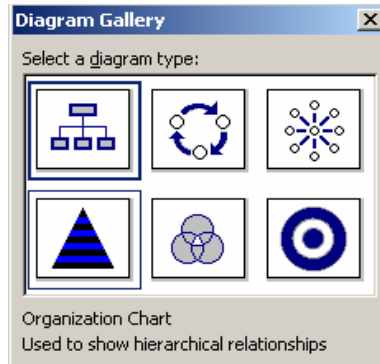 Diagram Gallery
Select a diagram type:
Organization Chart
Used to show hierarchical relationships